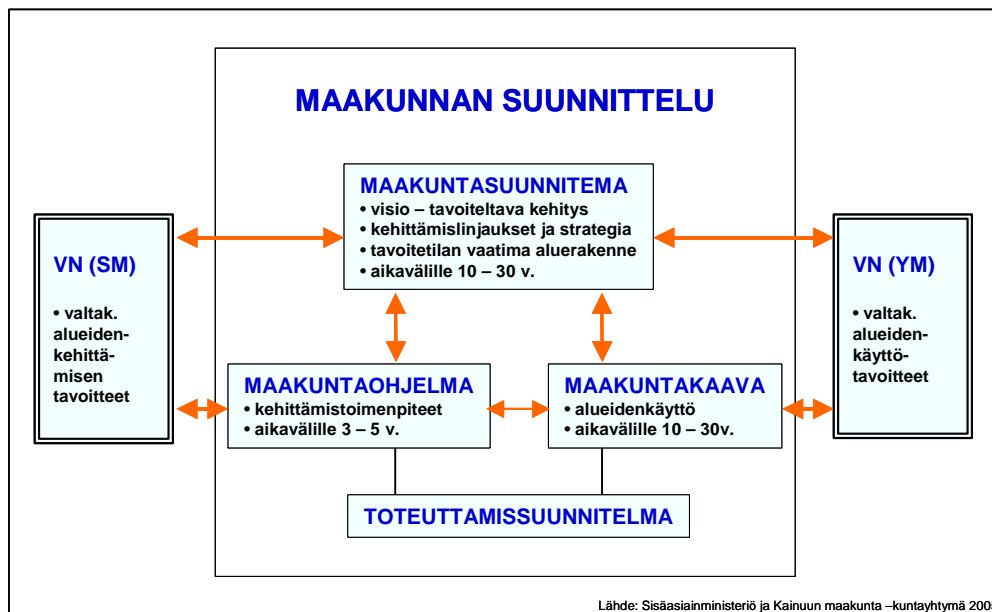 MAAKUNNAN SUUNNITTELU
MAAKUNTASUUNITEMA
• visio – tavoiteltava kehitys
• kehittämislinjaukset ja strategia
• tavoitetilan vaatima aluerakenne
• aikavälille 10 – 30 v.
VN (SM)
• valtak.
alueiden-
kehittä-
misen
tavoitteet
VN (YM)
• valtak.
alueiden-
käyttö-
tavoitteet
MAAKUNTAOHJELMA
• kehittämistoimenpiteet
• aikavälille 3 – 5 v.
MAAKUNTAKAAVA
• alueidenkäyttö
• aikavälille 10 – 30v.
TOTEUTTAMISSUUNNITELMA
Lähde: Sisäasiainministeriö ja Kainuun maakunta –kuntayhtymä